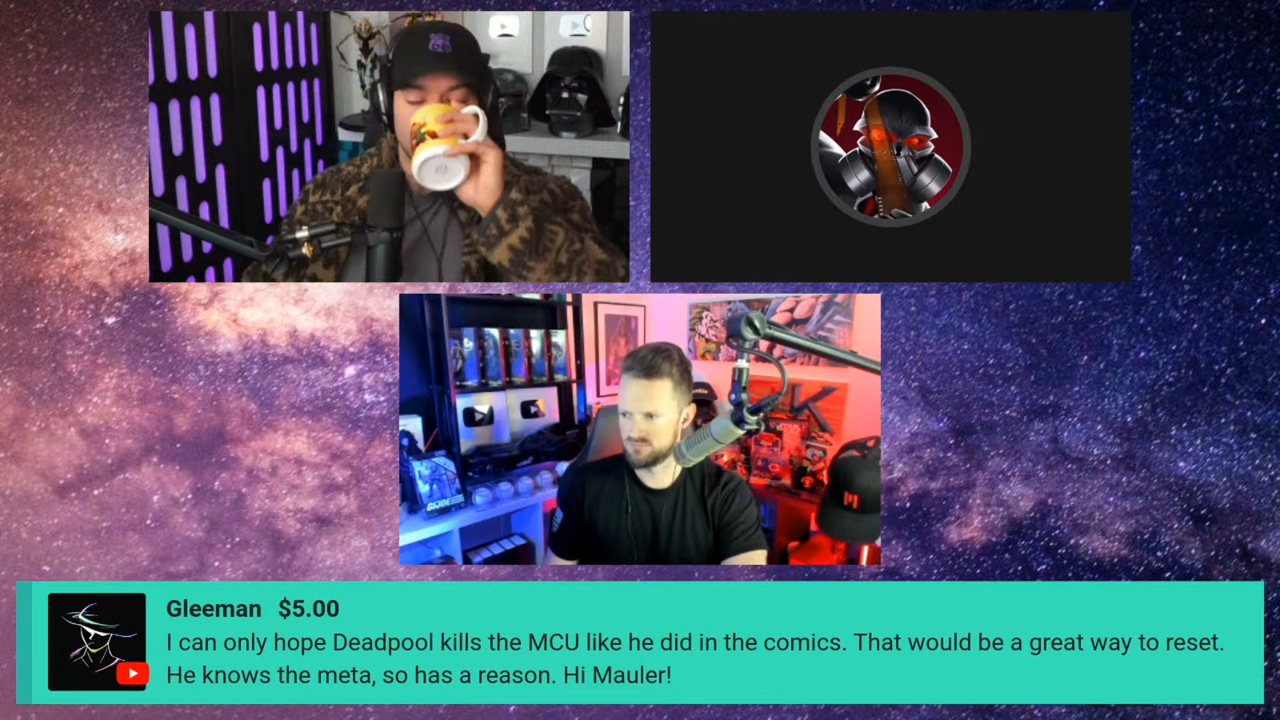 Gleeman $5.00
I can only hope Deadpool kills the MCU like he did in the comics. That would be a great way to reset.
He knows the meta, so has a reason. Hi Mauler!